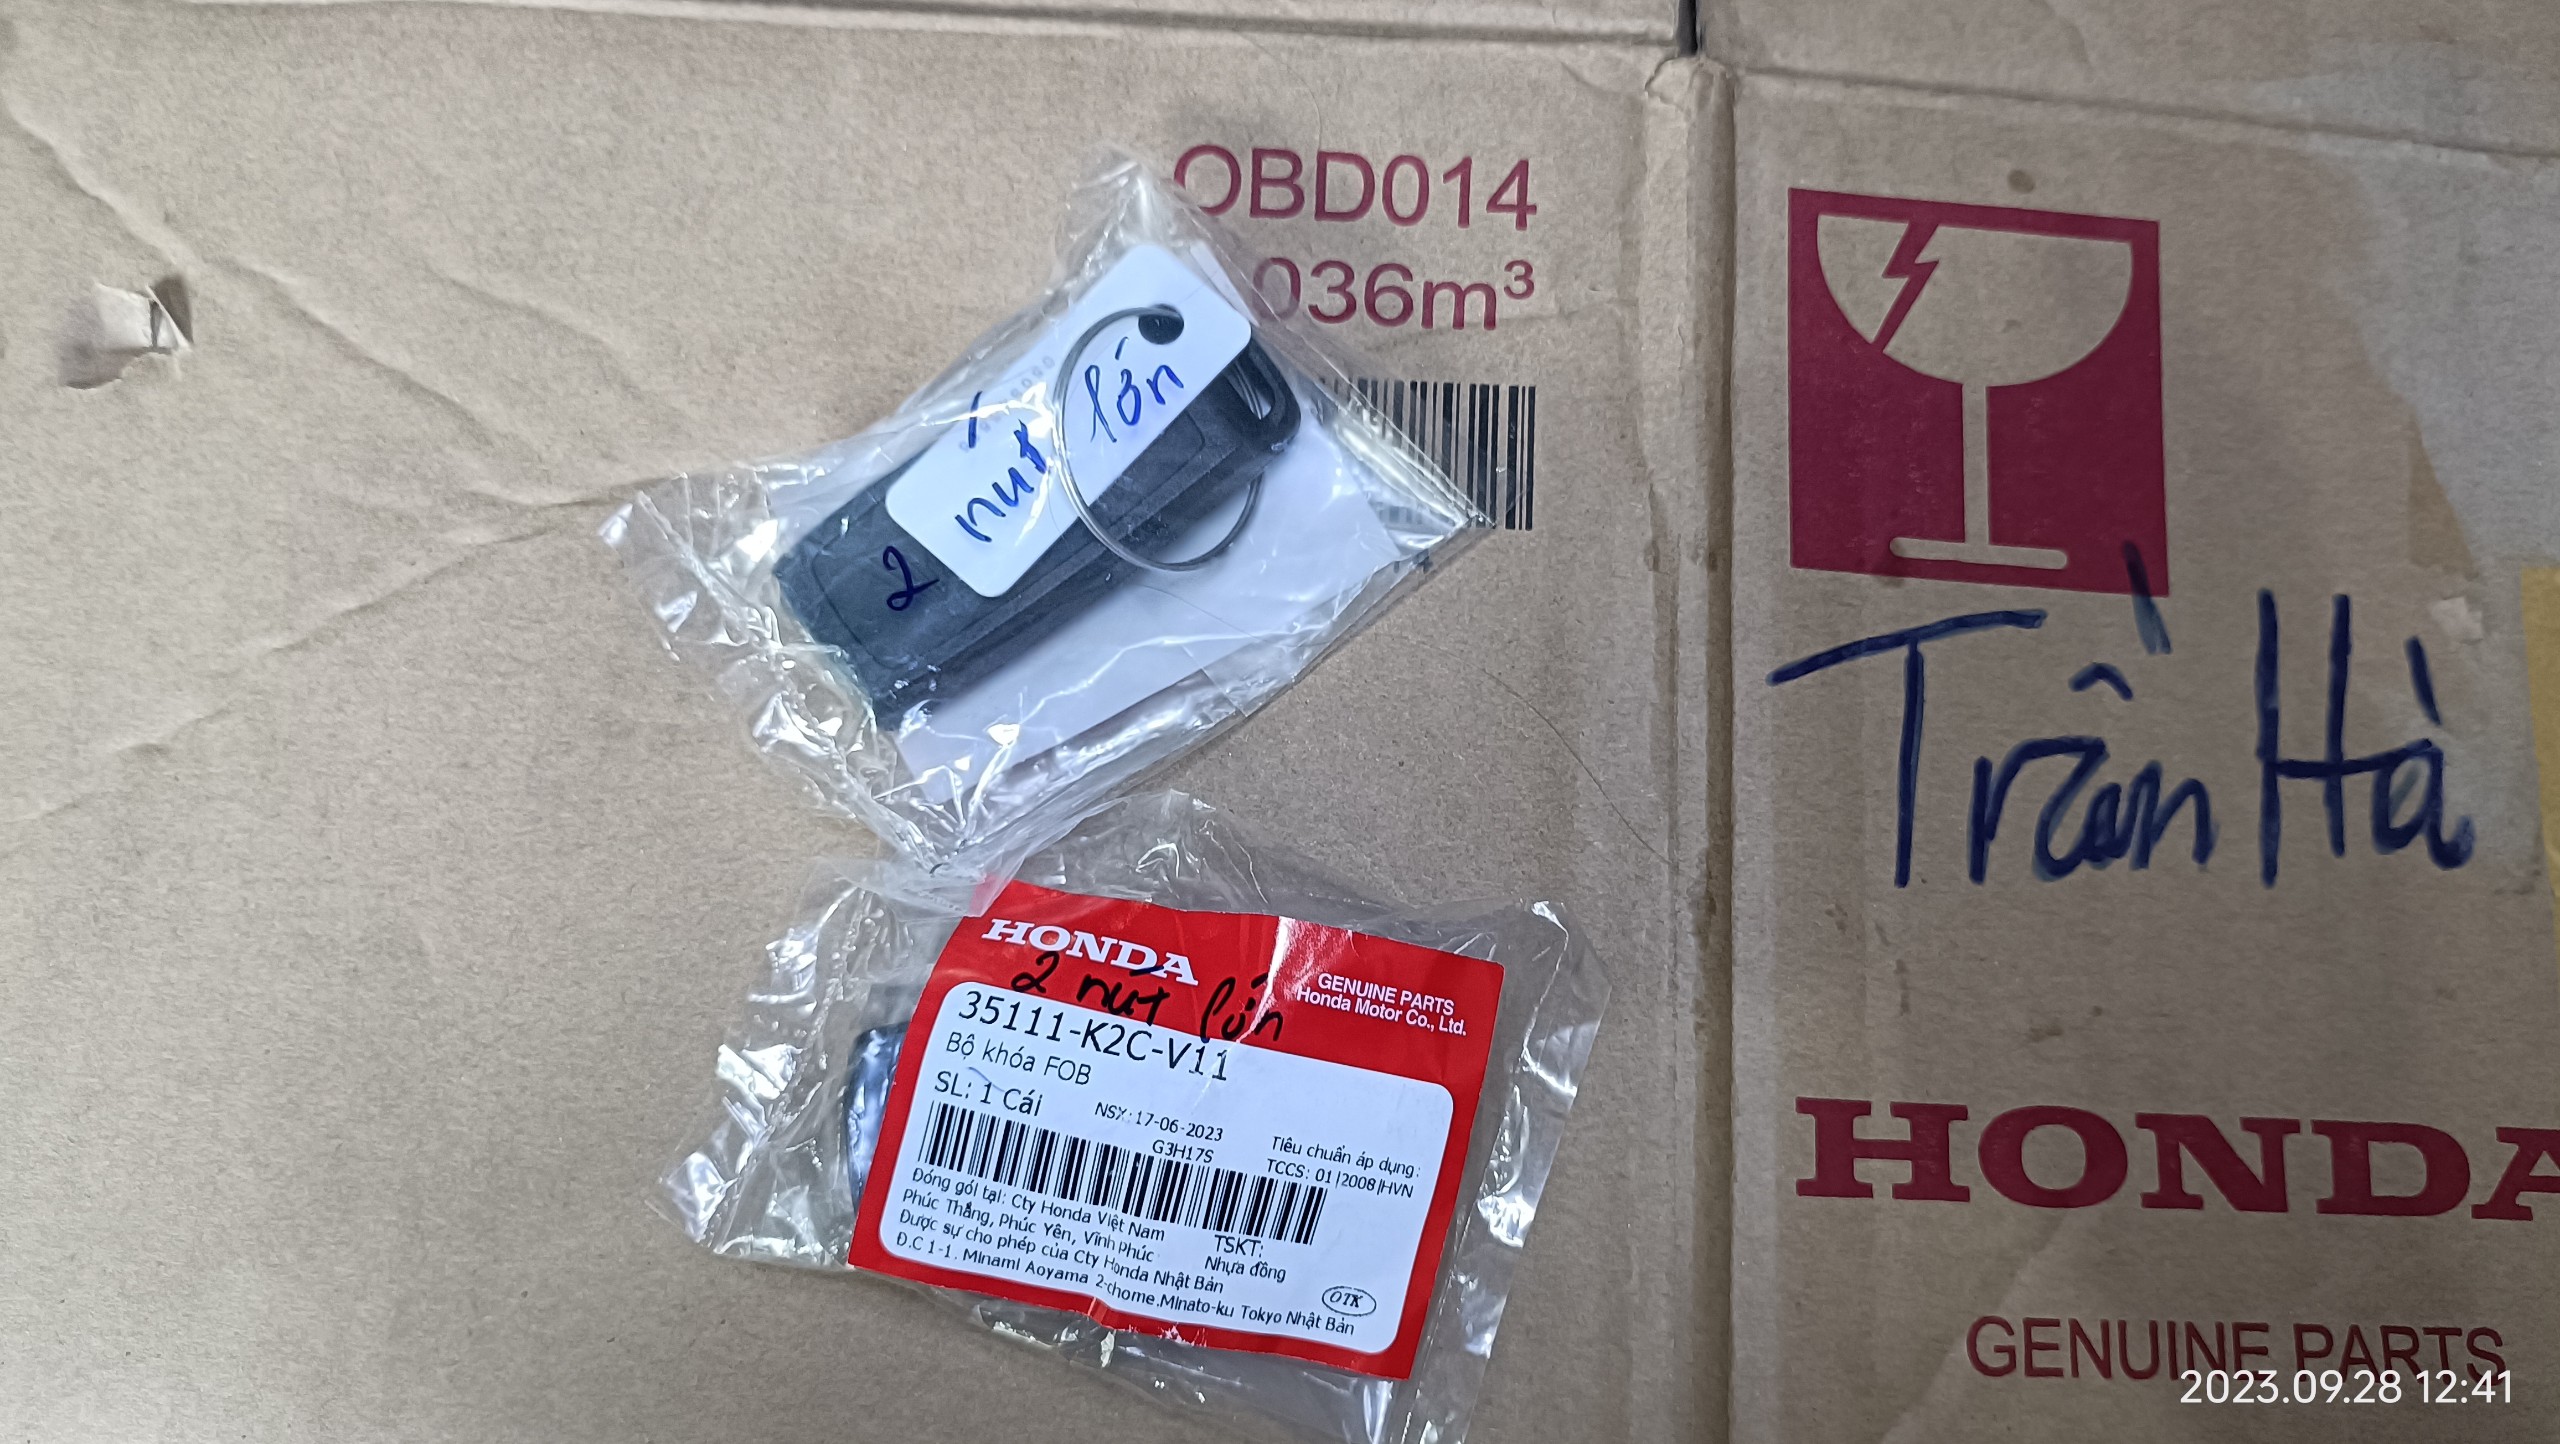 OBD014
036m³
2 nút lớn
Trần Hà
HONDA
GENUINE PARTS
Honda Motor Co., Ltd.
2 nút lớn
35111-K2C-V11
Bộ khóa FOB
SL: 1 Cái
NSX: 17-06-2023
G3H17S
Tiêu chuẩn áp dụng:
TCCS: 01|2008|HVN
Đóng gói tại: Cty Honda Việt Nam
Phúc Thắng, Phúc Yên, Vĩnh phúc
Được sự cho phép của Cty Honda Nhật Bản
Đ.C 1-1. Minami Aoyama 2-chome.Minato-ku Tokyo Nhật Bản
TSKT:
Nhựa đồng
OTK
HONDA
GENUINE PARTS
2023.09.28 12:41